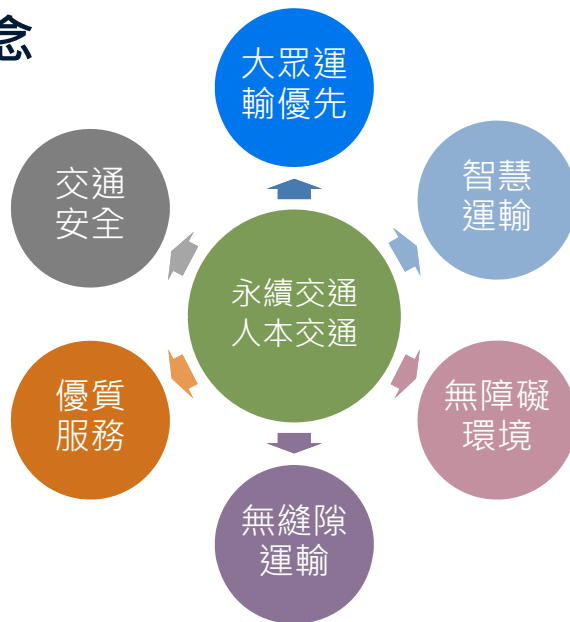 念
大眾運
輸優先
智慧
運輸
無障礙
環境
無縫隙
運輸
優質
服務
交通
安全
永續交通
人本交通